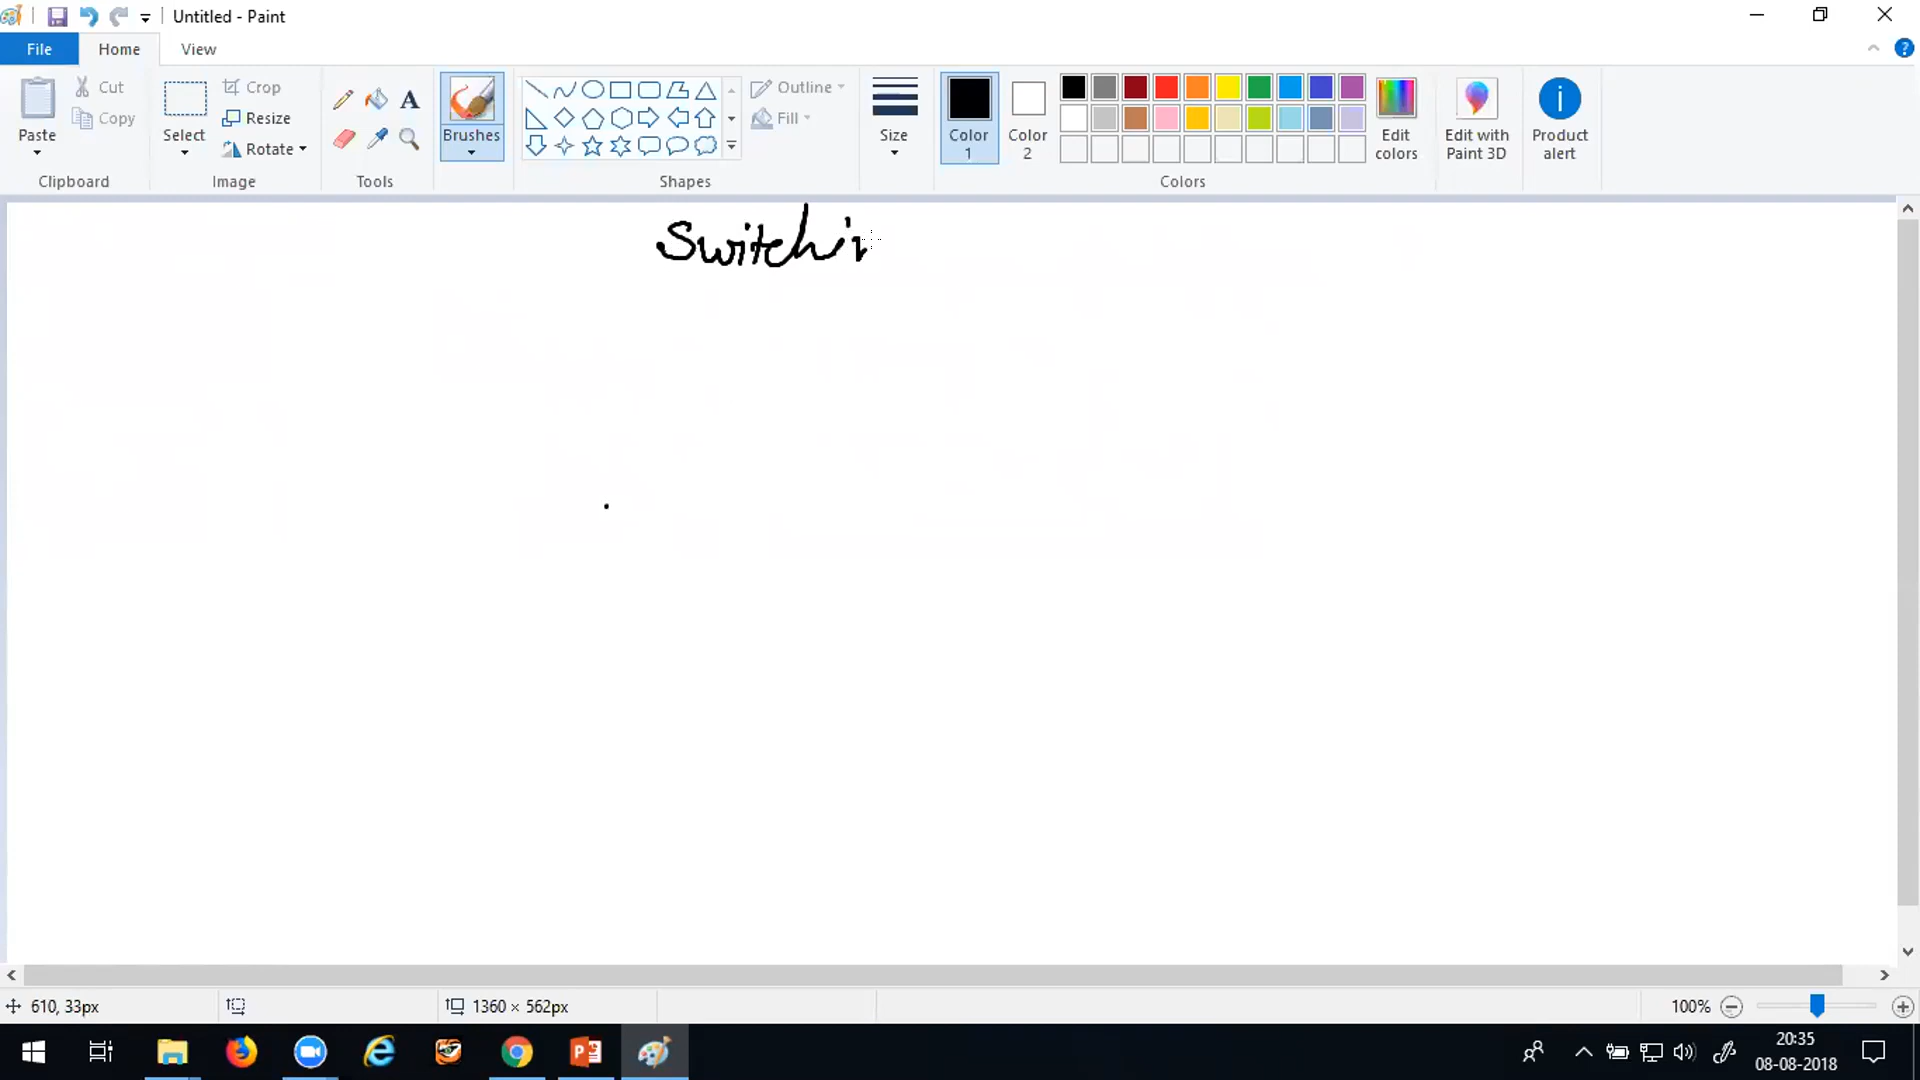 Untitled - Paint
File Home View
Paste
Cut
Copy
Clipboard
Select
Crop
Resize
Rotate
Image
A
Tools
Brushes
Outline
Fill
Shapes
Size
Color 1
Color 2
Edit colors
Colors
Edit with Paint 3D
Product alert
Switchi
610, 33px
1360 × 562px
100%
20:35
08-08-2018